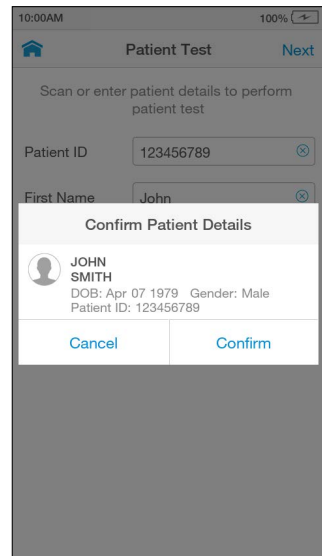 10:00AM 100%
Patient Test Next
Scan or enter patient details to perform
patient test
Patient ID 123456789
First Name John
Confirm Patient Details
JOHN
SMITH
DOB: Apr 07 1979 Gender: Male
Patient ID: 123456789
Cancel Confirm